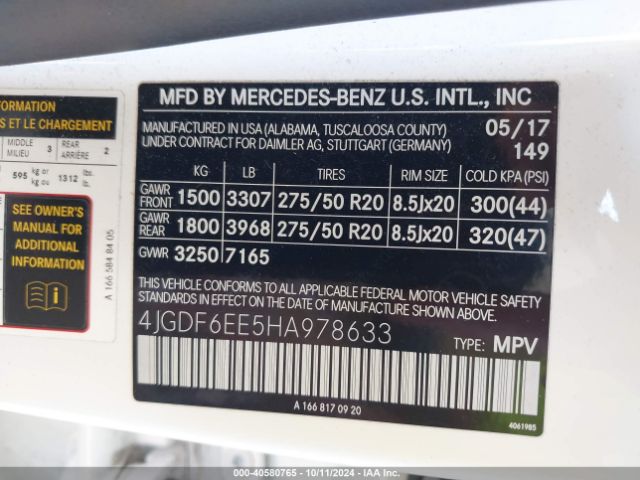 FORMATION
S ET LE CHARGEMENT
MIDDLE
MILIEU 3 REAR
ARRIÈRE 2
595 kg or
kg ou 1312 lbs.
lb.
SEE OWNER'S
MANUAL FOR
ADDITIONAL
INFORMATION
A 166 584 84 05
MFD BY MERCEDES-BENZ U.S. INTL., INC
MANUFACTURED IN USA (ALABAMA, TUSCALOOSA COUNTY) 05/17
UNDER CONTRACT FOR DAIMLER AG, STUTTGART (GERMANY) 149
KG LB TIRES RIM SIZE COLD KPA (PSI)
GAWR
FRONT 1500 3307 275/50 R20 8.5Jx20 300(44)
GAWR
REAR 1800 3968 275/50 R20 8.5Jx20 320(47)
GVWR 3250 7165
THIS VEHICLE CONFORMS TO ALL APPLICABLE FEDERAL MOTOR VEHICLE SAFETY
STANDARDS IN EFFECT ON THE DATE OF MANUFACTURE SHOWN ABOVE.
4JGDF6EE5HA978633 TYPE: MPV
A 166 817 09 20
4061985
000-40580765 - 10/11/2024 - IAA Inc.